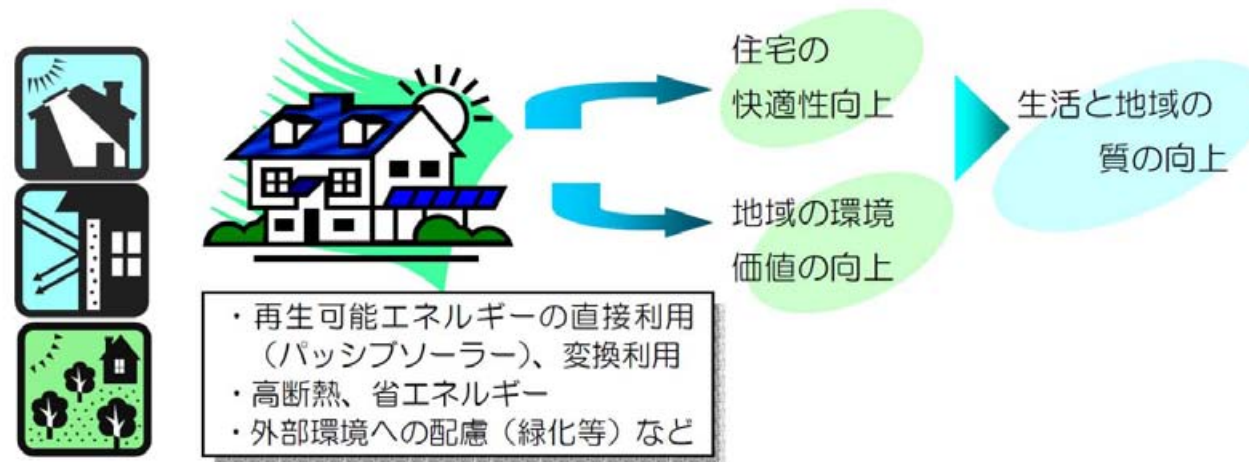 住宅の
快適性向上
地域の環境
価値の向上
生活と地域の
質の向上
・再生可能エネルギーの直接利用
（パッシブソーラー）、変換利用
・高断熱、省エネルギー
・外部環境への配慮（緑化等）など